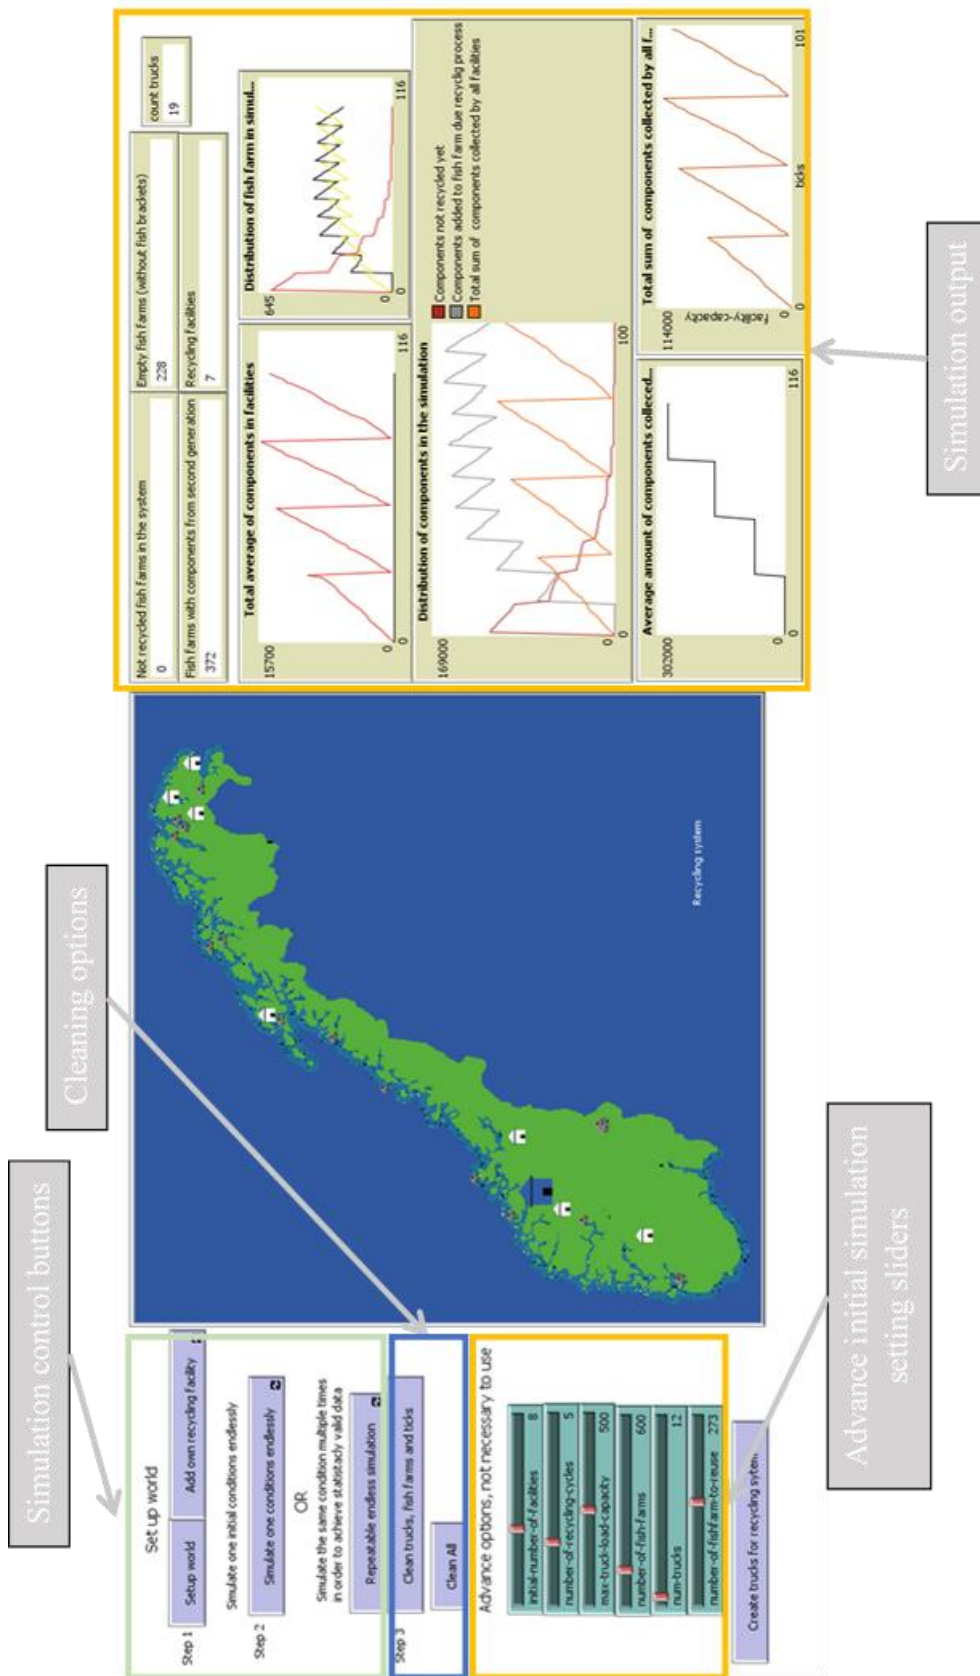 Simulation control buttons
Cleaning options
Set up world
Step 1
Setup world
Add own recycling facility
Simulate one initial conditions endlessly
Step 2
Simulate one conditions endlessly
OR
Simulate the same condition multiple times
in order to achieve statistacly valid data
Repeatable endless simulation
Step 3
Clean trucks, fish farms and ticks
Clean All
Advance options, not necessary to use
initial-number-of-facilities 8
number-of-recycling-cycles 5
max-truck-load-capacity 500
number-of-fish-farms 600
num-trucks 12
number-of-fishfarm-to-reuse 273
Create trucks for recycling sytem
Advance initial simulation
setting sliders
Recycling system
Not recycled fish farms in the system
0
Empty fish farms (without fish brackets)
228
Fish farms with components from second generation
372
Recycling facilities
7
count trucks
19
Total average of components in facilities
15700
0
0
116
Distribution of fish farm in simul...
645
0
0
116
Distribution of components in the simulation
169000
0
0
100
Components not recycled yet
Components added to fish farm due recyclig process
Total sum of components collected by all facilities
Average amount of components colleced...
302000
0
0
116
Total sum of components collected by all f...
114000
facility-capacity
0
0
ticks
101
Simulation output